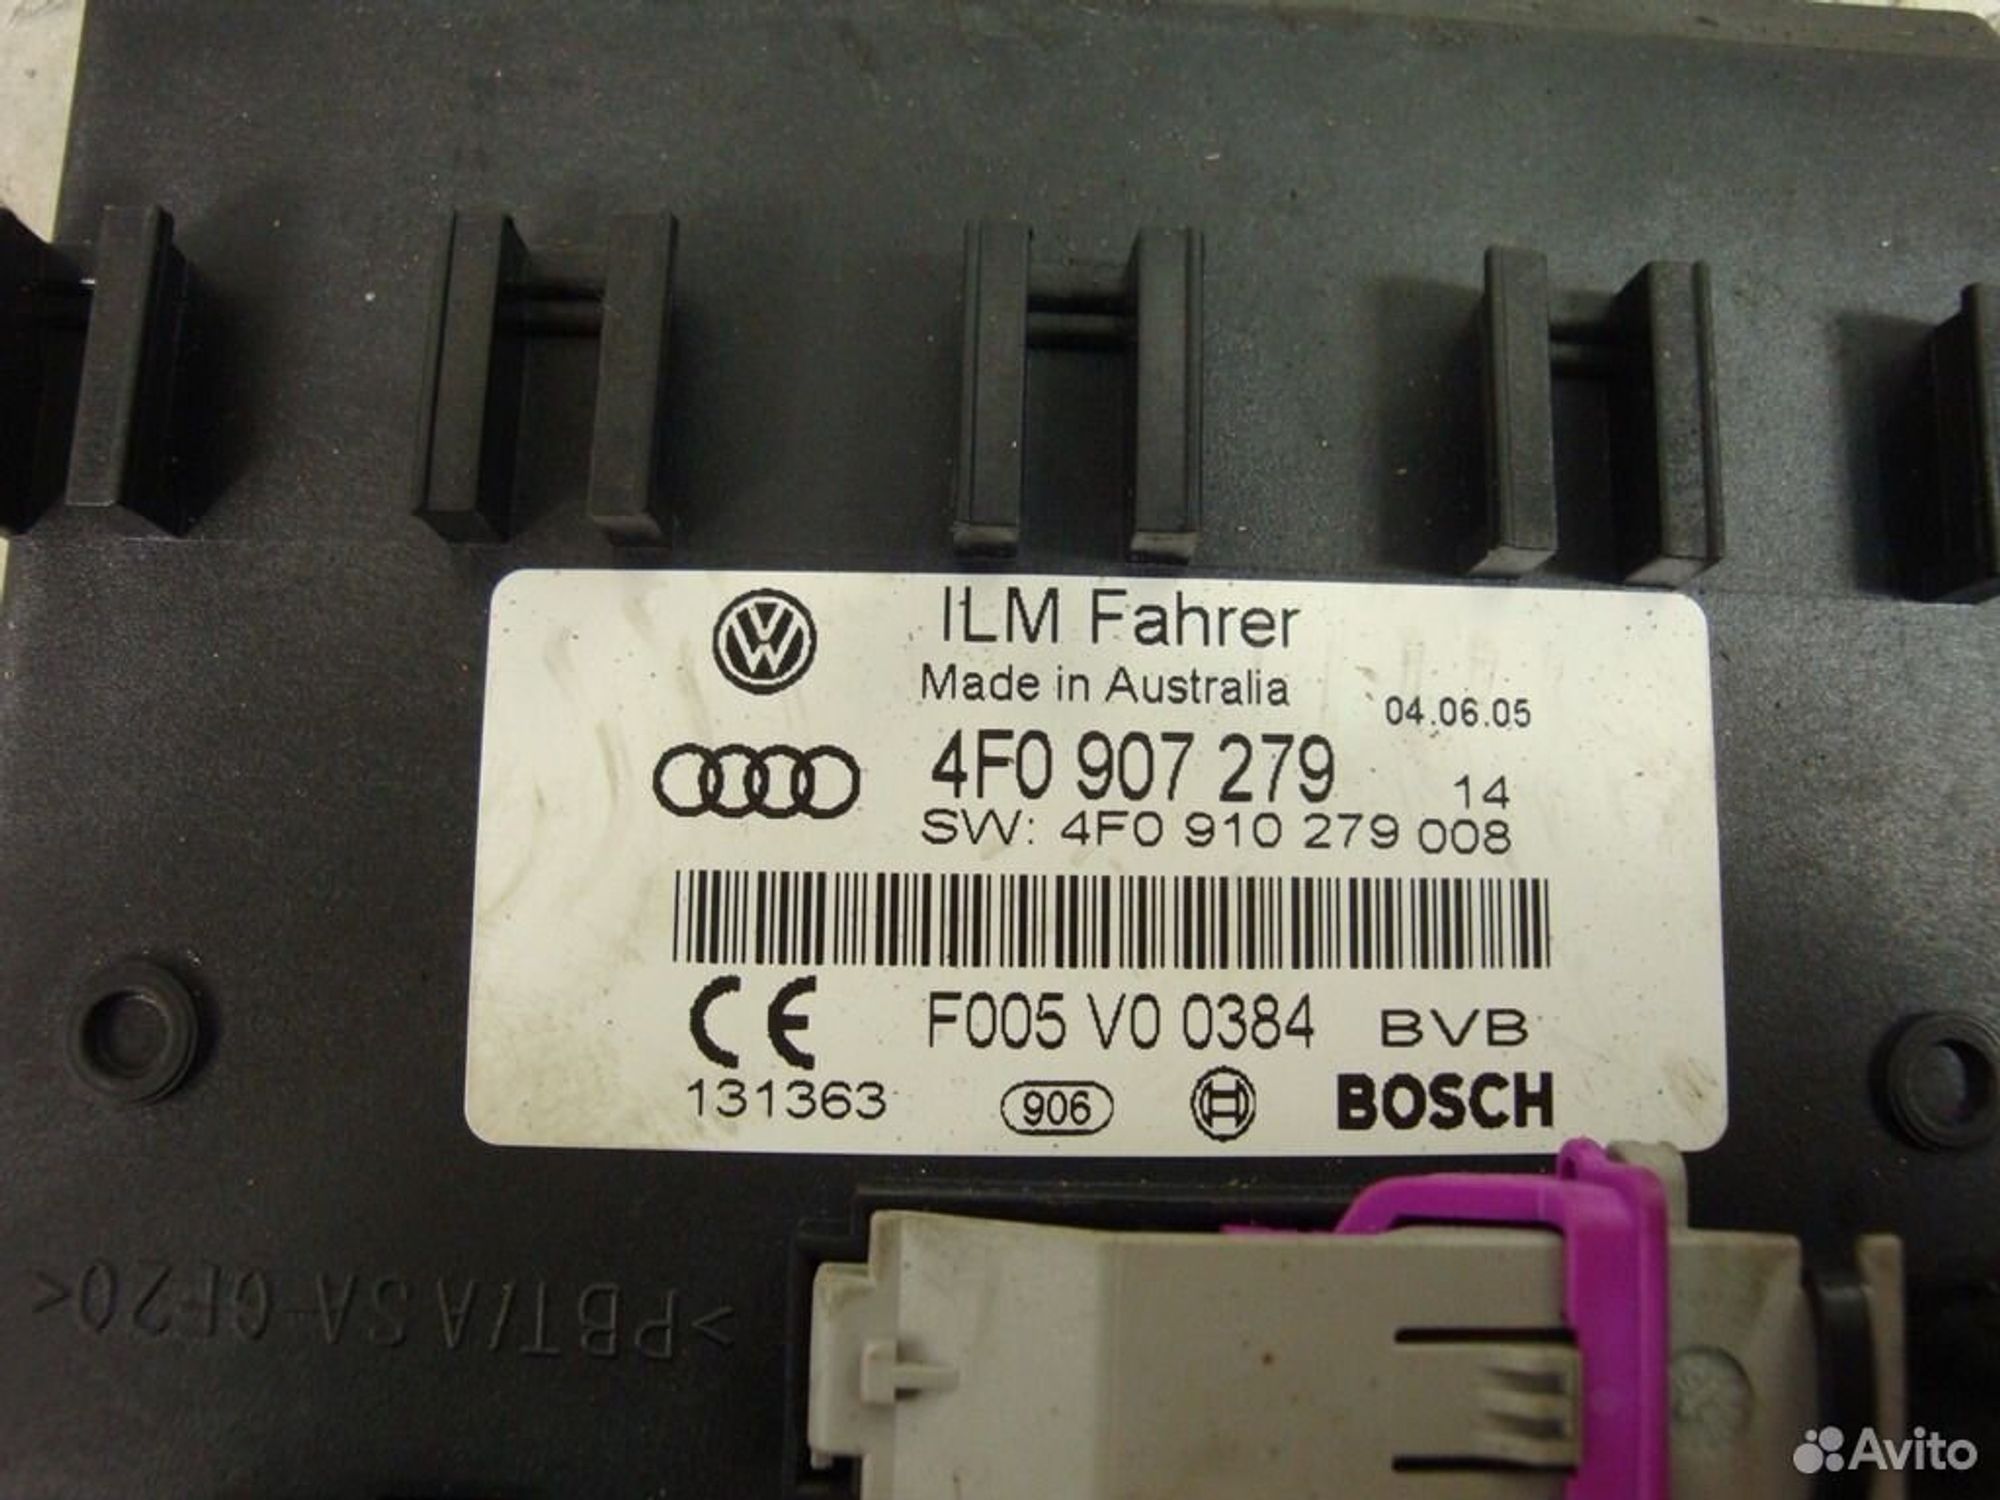 ILM Fahrer
Made in Australia
04.06.05
4F0 907 279
14
SW: 4F0 910 279 008
CE
F005 V0 0384 BVB
131363
906
BOSCH
>PBT/ASA-GF20<
Avito